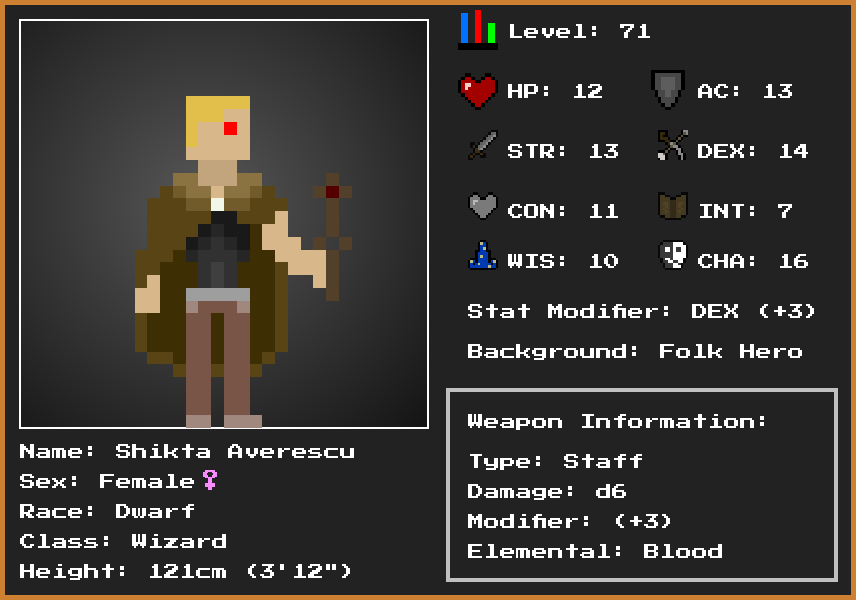 Level: 71
HP: 12
AC: 13
STR: 13
DEX: 14
CON: 11
INT: 7
WIS: 10
CHA: 16
Stat Modifier: DEX (+3)
Background: Folk Hero
Weapon Information:
Type: Staff
Damage: d6
Modifier: (+3)
Elemental: Blood
Name: Shikta Averescu
Sex: Female♀
Race: Dwarf
Class: Wizard
Height: 121cm (3'12")